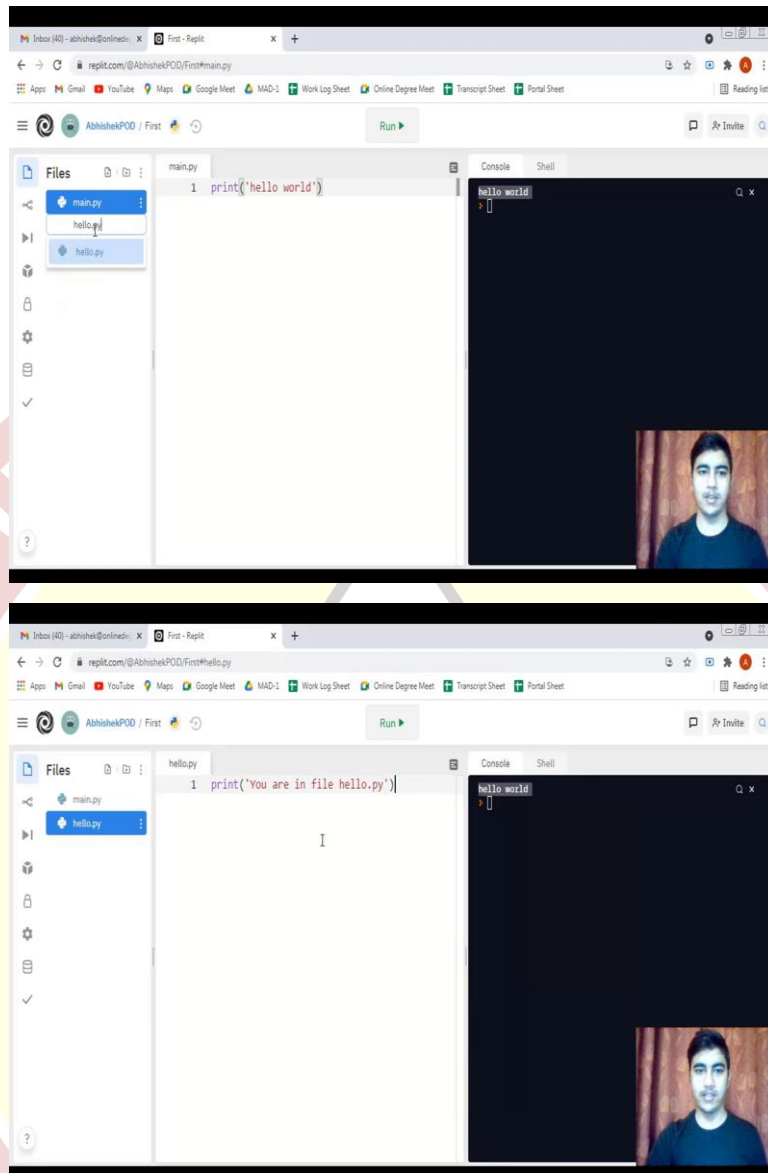 Inbox (40) - abhishek@onlinede X First - Replit X +
replit.com/@AbhishekPOD/First#main.py
Apps Gmail YouTube Maps Google Meet MAD-1 Work Log Sheet Online Degree Meet Transcript Sheet Portal Sheet Reading list
AbhishekPOD / First Run Invite
Files main.py Console Shell
main.py 1 print('hello world') hello world
hello.py
hello.py
?
Inbox (40) - abhishek@onlinede X First - Replit X +
replit.com/@AbhishekPOD/First#hello.py
Apps Gmail YouTube Maps Google Meet MAD-1 Work Log Sheet Online Degree Meet Transcript Sheet Portal Sheet Reading list
AbhishekPOD / First Run Invite
Files hello.py Console Shell
main.py 1 print('You are in file hello.py') hello world
hello.py
?